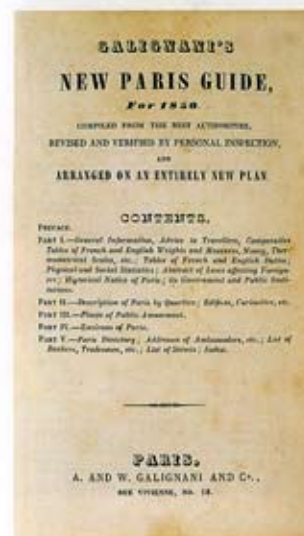 GALIGNANI'S
NEW PARIS GUIDE,
For 1850.
COMPILED FROM THE BEST AUTHORITIES,
REVISED AND VERIFIED BY PERSONAL INSPECTION,
AND
ARRANGED ON AN ENTIRELY NEW PLAN
CONTENTS.
PREFACE.
PART I.—General Information, Advice to Travellers, Comparative
Tables of French and English Weights and Measures, Money, Ther-
mometrical Scales, etc.; Tables of French and English Duties;
Physical and Social Statistics; Abstract of Laws affecting Foreign-
ers; Historical Notice of Paris; its Government and Public Insti-
tutions.
PART II.—Description of Paris by Quarters; Edifices, Curiosities, etc.
PART III.—Places of Public Amusement.
PART IV.—Environs of Paris.
PART V.—Paris Directory; Addresses of Ambassadors, etc.; List of
Bankers, Tradesmen, etc.; List of Streets; Index.
PARIS,
A. AND W. GALIGNANI AND Co.,
RUE VIVIENNE, No. 18.